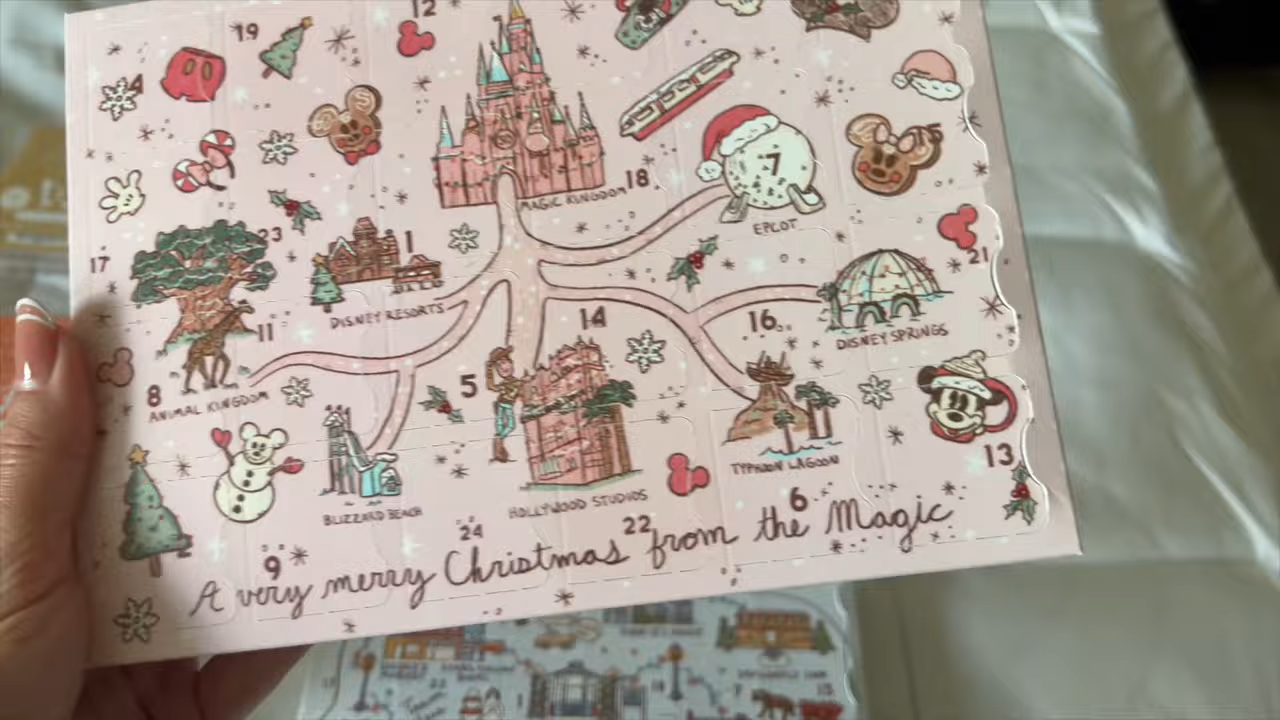 12
19
4
7
MAGIC KINGDOM
18
EPCOT
15
23
1
17
21
DISNEY RESORTS
11
14
16
DISNEY SPRINGS
8
5
ANIMAL KINGDOM
TYPHOON LAGOON
13
HOLLYWOOD STUDIOS
BLIZZARD BEACH
6
22
24
9
A very merry Christmas from the Magic